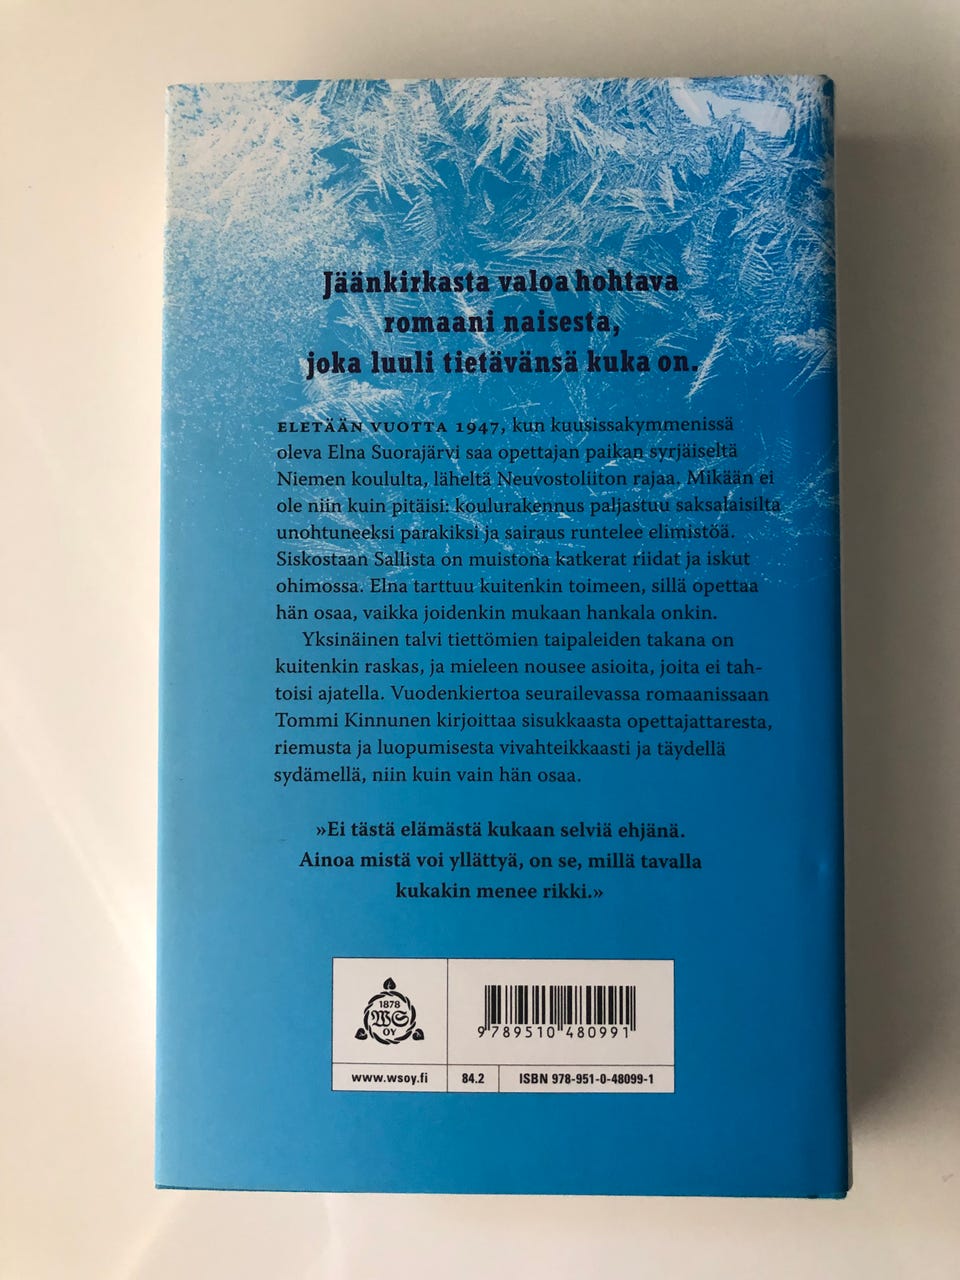 Jäänkirkasta valoa hohtava
romaani naisesta,
joka luuli tietävänsä kuka on.
ELETÄÄN VUOTTA 1947, kun kuusissakymmenissä
oleva Elna Suorajärvi saa opettajan paikan syrjäiseltä
Niemen koululta, läheltä Neuvostoliiton rajaa. Mikään ei
ole niin kuin pitäisi: koulurakennus paljastuu saksalaisilta
unohtuneeksi parakiksi ja sairaus runtelee elimistöä.
Siskostaan Sallista on muistona katkerat riidat ja iskut
ohimossa. Elna tarttuu kuitenkin toimeen, sillä opettaa
hän osaa, vaikka joidenkin mukaan hankala onkin.
Yksinäinen talvi tiettömien taipaleiden takana on
kuitenkin raskas, ja mieleen nousee asioita, joita ei tah-
toisi ajatella. Vuodenkiertoa seurailevassa romaanissaan
Tommi Kinnunen kirjoittaa sisukkaasta opettajattaresta,
riemusta ja luopumisesta vivahteikkaasti ja täydellä
sydämellä, niin kuin vain hän osaa.
»Ei tästä elämästä kukaan selviä ehjänä.
Ainoa mistä voi yllättyä, on se, millä tavalla
kukakin menee rikki.»
1878
WS
OY
9 789510 480991
www.wsoy.fi
84.2
ISBN 978-951-0-48099-1